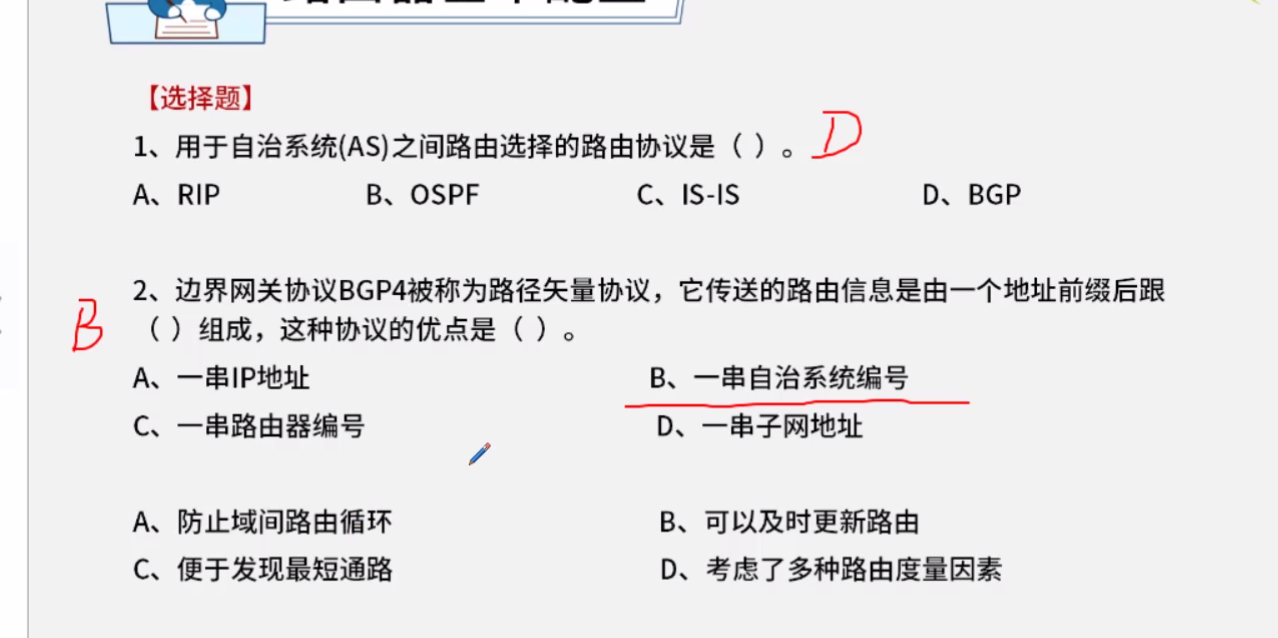 【选择题】
1、用于自治系统(AS)之间路由选择的路由协议是（ ）。 D
A、RIP B、OSPF C、IS-IS D、BGP
2、边界网关协议BGP4被称为路径矢量协议，它传送的路由信息是由一个地址前缀后跟
B （ ）组成，这种协议的优点是（ ）。
A、一串IP地址 B、一串自治系统编号
C、一串路由器编号 D、一串子网地址
A、防止域间路由循环 B、可以及时更新路由
C、便于发现最短通路 D、考虑了多种路由度量因素